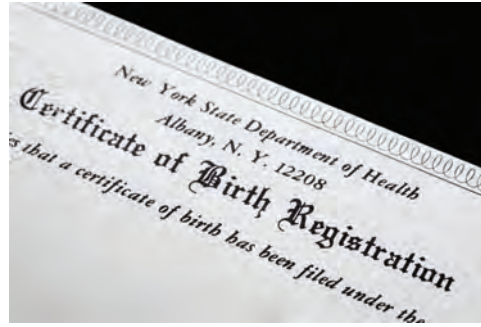 New York State Department of Health
Albany, N. Y. 12208
Certificate of Birth Registration
that a certificate of birth has been filed under the